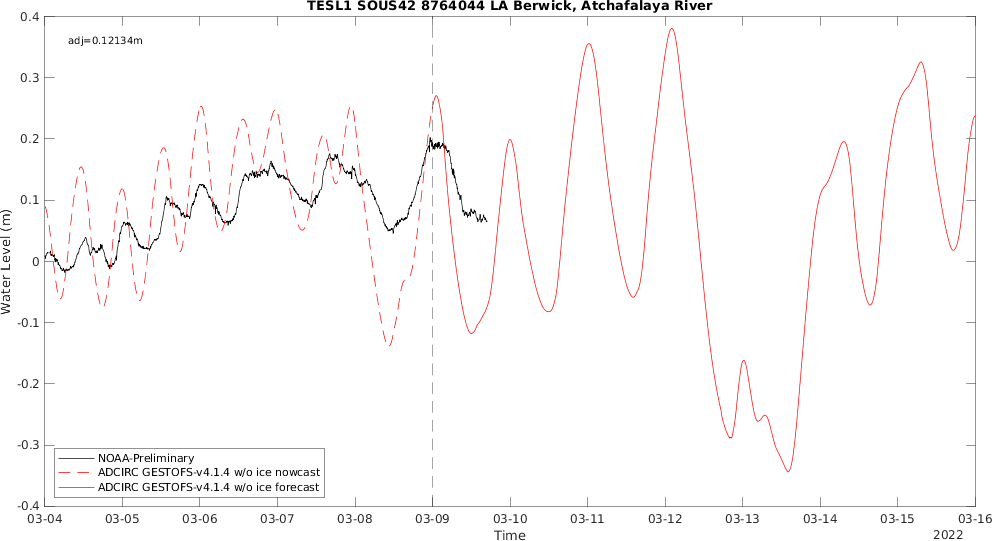 TESL1 SOUS42 8764044 LA Berwick, Atchafalaya River
adj=0.12134m
0.4
0.3
0.2
0.1
0
-0.1
-0.2
-0.3
-0.4
Water Level (m)
NOAA-Preliminary
ADCIRC GESTOFS-v4.1.4 w/o ice nowcast
ADCIRC GESTOFS-v4.1.4 w/o ice forecast
03-04 03-05 03-06 03-07 03-08 03-09 03-10 03-11 03-12 03-13 03-14 03-15 03-16
Time
2022